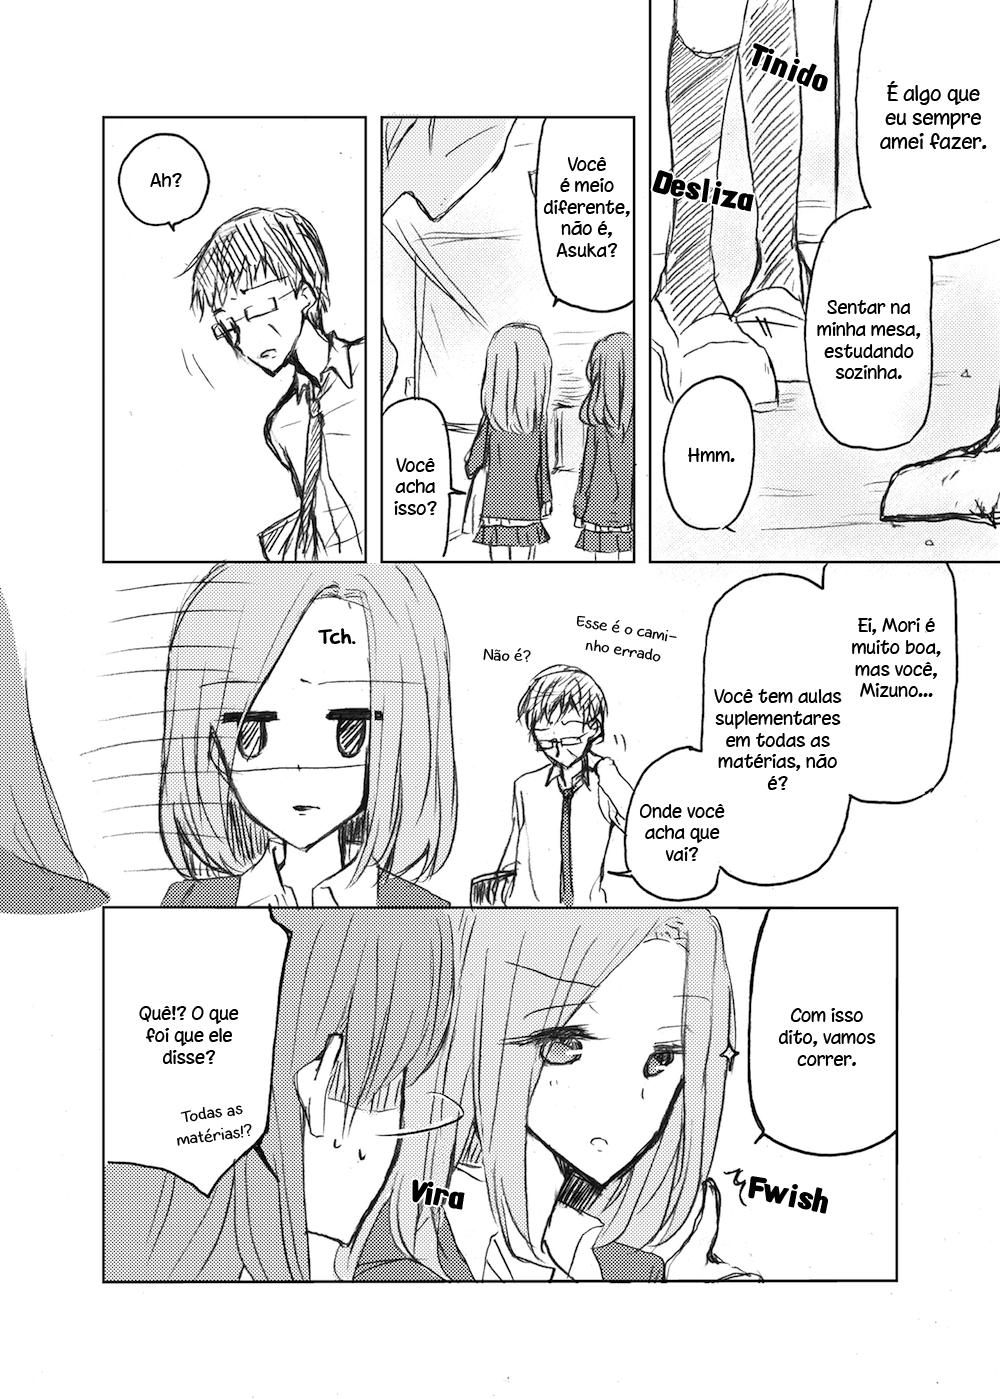 É algo que
eu sempre
amei fazer.
Tinido
Desliza
Sentar na
minha mesa,
estudando
sozinha.
Hmm.
Você
é meio
diferente,
não é,
Asuka?
Você
acha
isso?
Ah?
Ei, Mori é
muito boa,
mas você,
Mizuno...
Você tem aulas
suplementares
em todas as
matérias, não
é?
Onde você
acha que
vai?
Esse é o cami-
nho errado
Não é?
Tch.
Com isso
dito, vamos
correr.
Fwish
Vira
Quê!? O que
foi que ele
disse?
Todas as
matérias!?